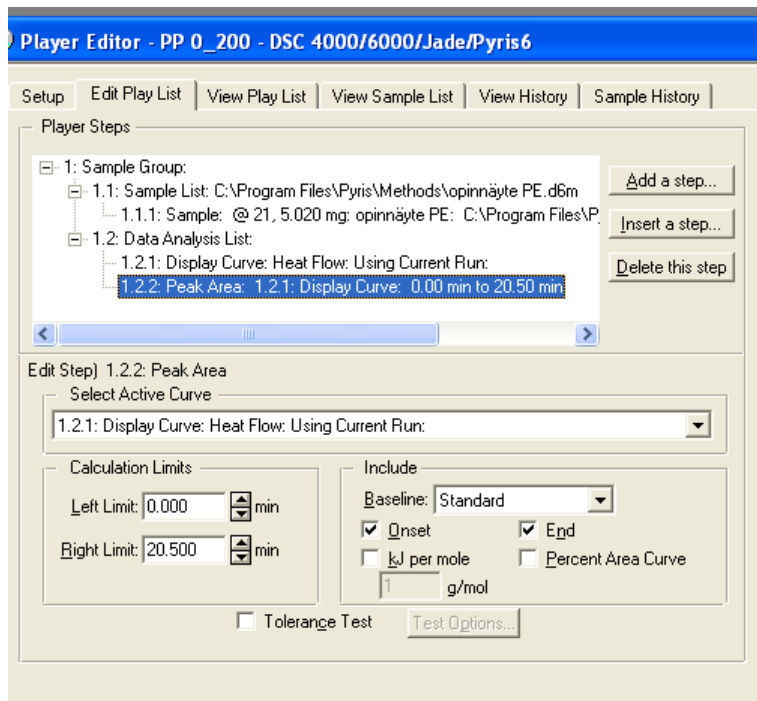 Player Editor - PP 0_200 - DSC 4000/6000/Jade/Pyris6
Setup Edit Play List View Play List View Sample List View History Sample History
Player Steps
1: Sample Group:
1.1: Sample List: C:\Program Files\Pyris\Methods\opinnäyte PE.d6m
1.1.1: Sample: @ 21, 5.020 mg: opinnäyte PE: C:\Program Files\P
1.2: Data Analysis List:
1.2.1: Display Curve: Heat Flow: Using Current Run:
1.2.2: Peak Area: 1.2.1: Display Curve: 0.00 min to 20.50 min
Add a step...
Insert a step...
Delete this step
Edit Step) 1.2.2: Peak Area
Select Active Curve
1.2.1: Display Curve: Heat Flow: Using Current Run:
Calculation Limits
Left Limit: 0.000 min
Right Limit: 20.500 min
Include
Baseline: Standard
Onset End
kJ per mole Percent Area Curve
1 g/mol
Tolerance Test Test Options...